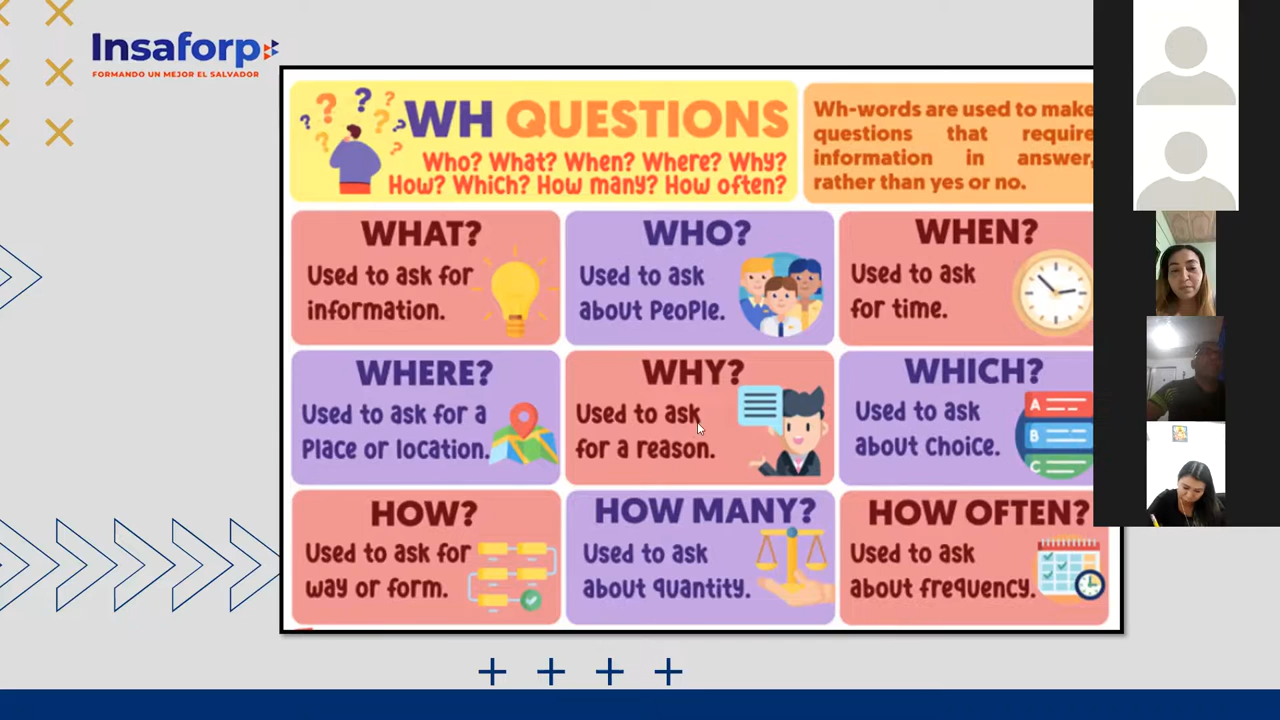 Insaforp
FORMANDO UN MEJOR EL SALVADOR
WH QUESTIONS
Who? What? When? Where? Why?
How? Which? How many? How often?
Wh-words are used to make
questions that require
information in answer,
rather than yes or no.
WHAT?
Used to ask for
information.
WHO?
Used to ask
about People.
WHEN?
Used to ask
for time.
WHERE?
Used to ask for a
Place or location.
WHY?
Used to ask
for a reason.
WHICH?
Used to ask
about Choice.
A
B
C
HOW?
Used to ask for
way or form.
HOW MANY?
Used to ask
about quantity.
HOW OFTEN?
Used to ask
about frequency.